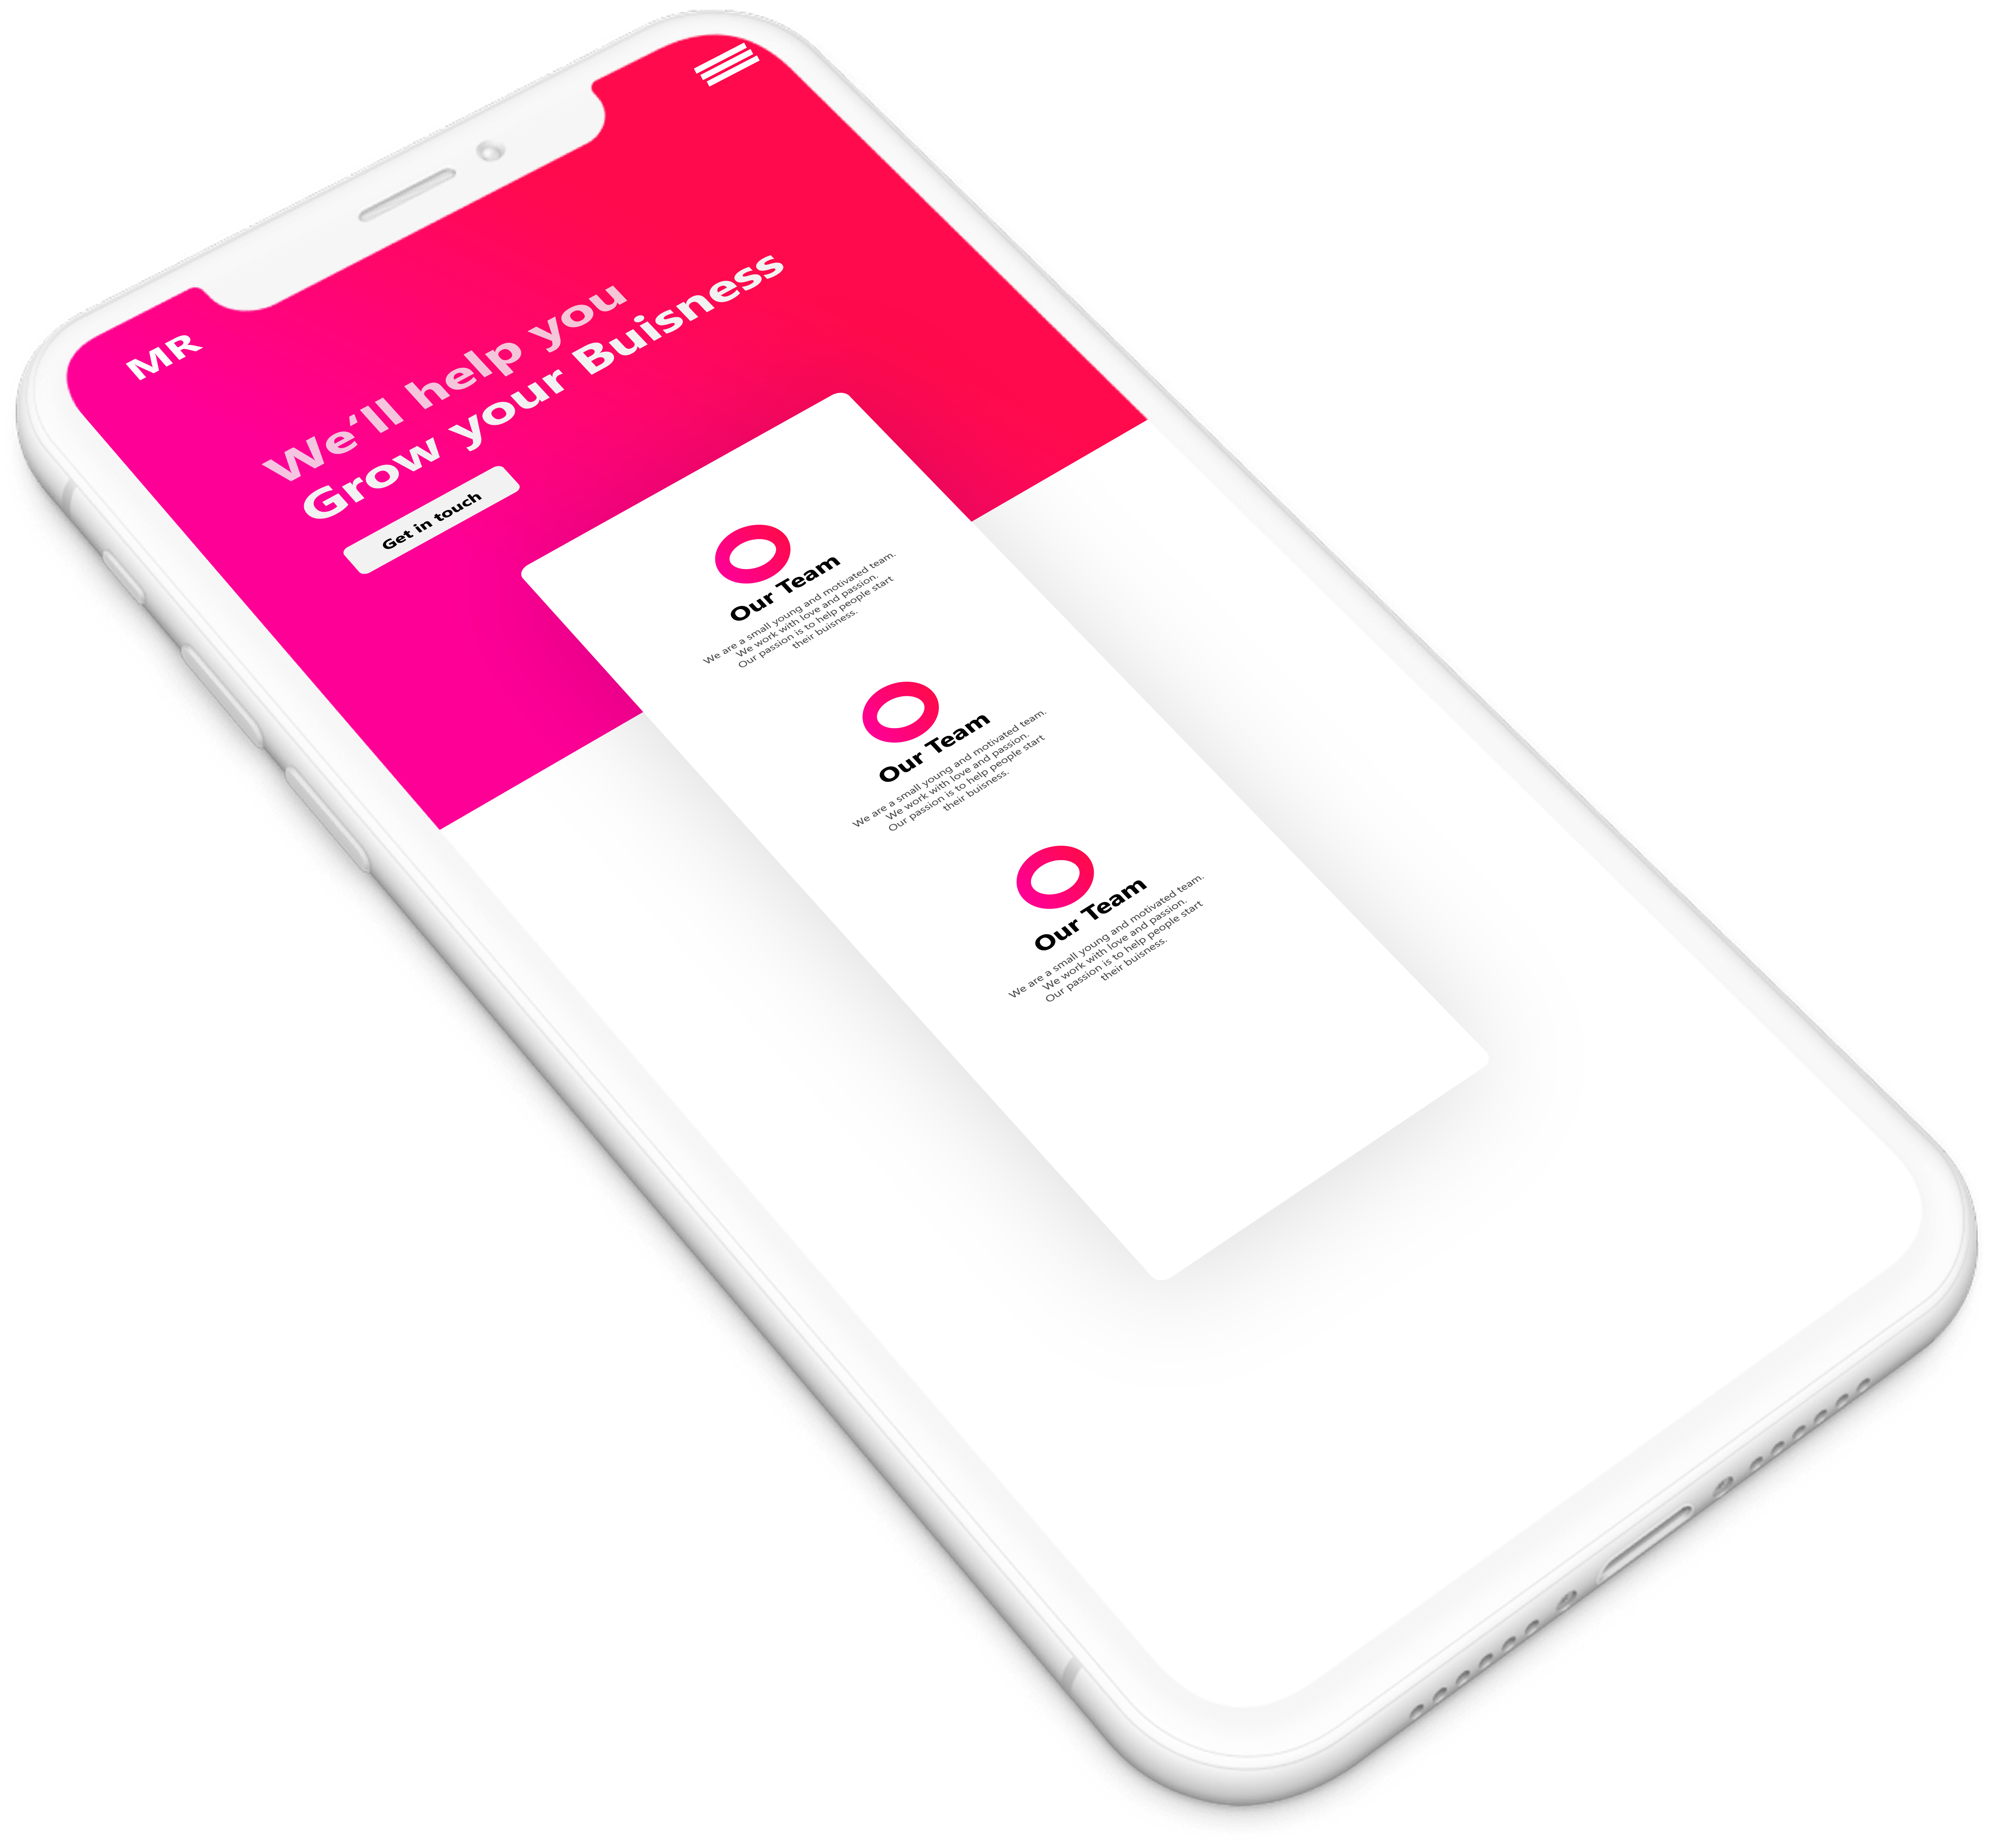 MR
We‘ll help you
Grow your Buisness
Get in touch
Our Team
We are a small young and motivated team.
We work with love and passion.
Our passion is to help people start
their buisness.
Our Team
We are a small young and motivated team.
We work with love and passion.
Our passion is to help people start
their buisness.
Our Team
We are a small young and motivated team.
We work with love and passion.
Our passion is to help people start
their buisness.